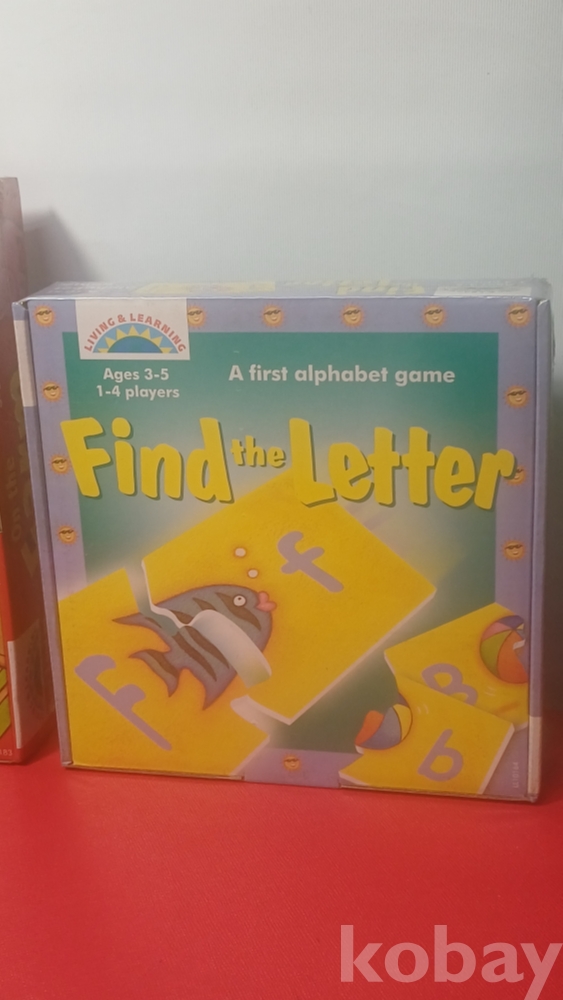 LIVING & LEARNING
Ages 3-5
1-4 players
A first alphabet game
Find the Letter
f
F
B
b
kobay